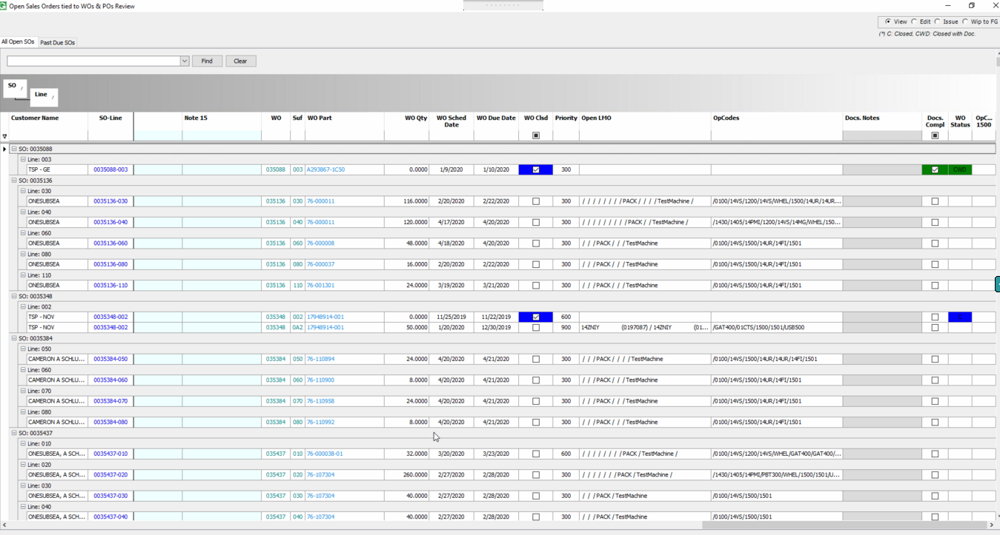 Open Sales Orders tied to WOs & POs Review
View Edit Issue Wip to FG
(*) C: Closed. CWD: Closed with Doc.
All Open SOs Past Due SOs
Find Clear
SO /
Line /
Customer Name SO-Line Note 15 WO Suf WO Part WO Qty WO Sched Date WO Due Date WO Clsd Priority Open LMO OpCodes Docs. Notes Docs. Compl WO Status OpC... 1500
SO: 0035088
Line: 003
TSP - GE 0035088-003 035088 003 A293867-1C50 0.0000 1/9/2020 1/10/2020 300 CWD
SO: 0035136
Line: 030
ONESUBSEA 0035136-030 035136 030 76-000011 116.0000 2/20/2020 2/22/2020 300 / / / / / / / /PACK / / / / TestMachine / /0100/14VS/1200/14VS/WHEL/1500/14UR/14UR...
Line: 040
ONESUBSEA 0035136-040 035136 040 76-000011 120.0000 4/17/2020 4/20/2020 300 / / / / / / / / /PACK / / TestMachine / /1430/1405/14PMI/1200/14VS/14MG/WHEL/150...
Line: 060
ONESUBSEA 0035136-060 035136 060 76-000008 48.0000 4/18/2020 4/20/2020 300 / / /PACK / / / TestMachine /0100/14VS/1500/14UR/14FI/1501
Line: 080
ONESUBSEA 0035136-080 035136 080 76-000037 16.0000 2/20/2020 2/22/2020 300 / / /PACK / / / TestMachine /0100/14VS/1500/14UR/14FI/1501
Line: 110
ONESUBSEA 0035136-110 035136 110 76-001301 24.0000 3/19/2020 3/21/2020 300 / / /PACK / / / TestMachine /0100/14VS/1500/14UR/14FI/1501
SO: 0035348
Line: 002
TSP - NOV 0035348-002 035348 002 17948914-001 0.0000 11/25/2019 11/22/2019 600 C
TSP - NOV 0035348-002 035348 0A2 17948914-001 50.0000 1/20/2020 12/30/2019 900 14ZNIY (0197087) / 14ZNIY (01... /GAT400/01CTS/1500/1501/USB500
SO: 0035384
Line: 050
CAMERON A SCHLU... 0035384-050 035384 050 76-110894 24.0000 4/20/2020 4/21/2020 300 / / /PACK / / / / TestMachine /0100/14VS/1500/14UR/14UR/14FI/1501
Line: 060
CAMERON A SCHLU... 0035384-060 035384 060 76-110900 8.0000 4/20/2020 4/21/2020 300 / / /PACK / / / TestMachine /0100/14VS/1500/14UR/14FI/1501
Line: 070
CAMERON A SCHLU... 0035384-070 035384 070 76-110958 24.0000 4/20/2020 4/21/2020 300 / / /PACK / / / TestMachine /0100/14VS/1500/14UR/14FI/1501
Line: 080
CAMERON A SCHLU... 0035384-080 035384 080 76-110992 8.0000 4/20/2020 4/21/2020 300 / / /PACK / / / TestMachine /0100/14VS/1500/14UR/14FI/1501
SO: 0035437
Line: 010
ONESUBSEA, A SCH... 0035437-010 035437 010 76-000038-01 32.0000 3/20/2020 3/23/2020 600 / / / / / / / /PACK / TestMachine / /0100/14VS/1200/14VS/WHEL/GAT400/GAT400/...
Line: 020
ONESUBSEA, A SCH... 0035437-020 035437 020 76-107304 260.0000 2/27/2020 2/28/2020 300 / / / / / / /PACK / TestMachine / /1430/1405/14PMI/PBT300/WHEL/1500/1501/U...
Line: 030
ONESUBSEA, A SCH... 0035437-030 035437 030 76-107304 40.0000 2/27/2020 2/28/2020 300 / / /PACK / TestMachine /0100/14VS/1500/1501
Line: 040
ONESUBSEA, A SCH... 0035437-040 035437 040 76-107304 40.0000 2/27/2020 2/28/2020 300 / / /PACK / TestMachine /0100/14VS/1500/1501